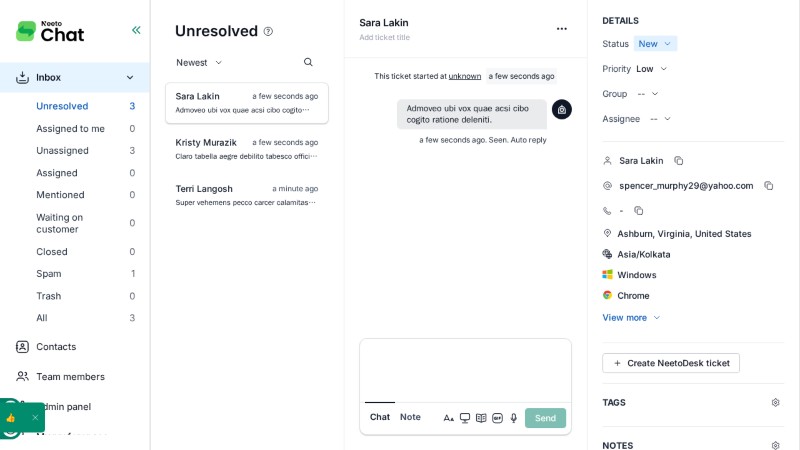 Neeto
Chat
Inbox
Unresolved 3
Assigned to me 0
Unassigned 3
Assigned 0
Mentioned 0
Waiting on
customer 0
Closed 0
Spam 1
Trash 0
All 3
Contacts
Team members
dmin panel
Unresolved
Newest
Sara Lakin a few seconds ago
Admoveo ubi vox quae acsi cibo cogito···
Kristy Murazik a few seconds ago
Claro tabella aegre debilito tabesco offici···
Terri Langosh a minute ago
Super vehemens pecco carcer calamitas···
Sara Lakin
Add ticket title
This ticket started at unknown a few seconds ago
Admoveo ubi vox quae acsi cibo
cogito ratione deleniti.
a few seconds ago. Seen. Auto reply
Chat Note
GIF
Send
DETAILS
Status New
Priority Low
Group --
Assignee --
Sara Lakin
spencer_murphy29@yahoo.com
-
Ashburn, Virginia, United States
Asia/Kolkata
Windows
Chrome
View more
+ Create NeetoDesk ticket
TAGS
NOTES